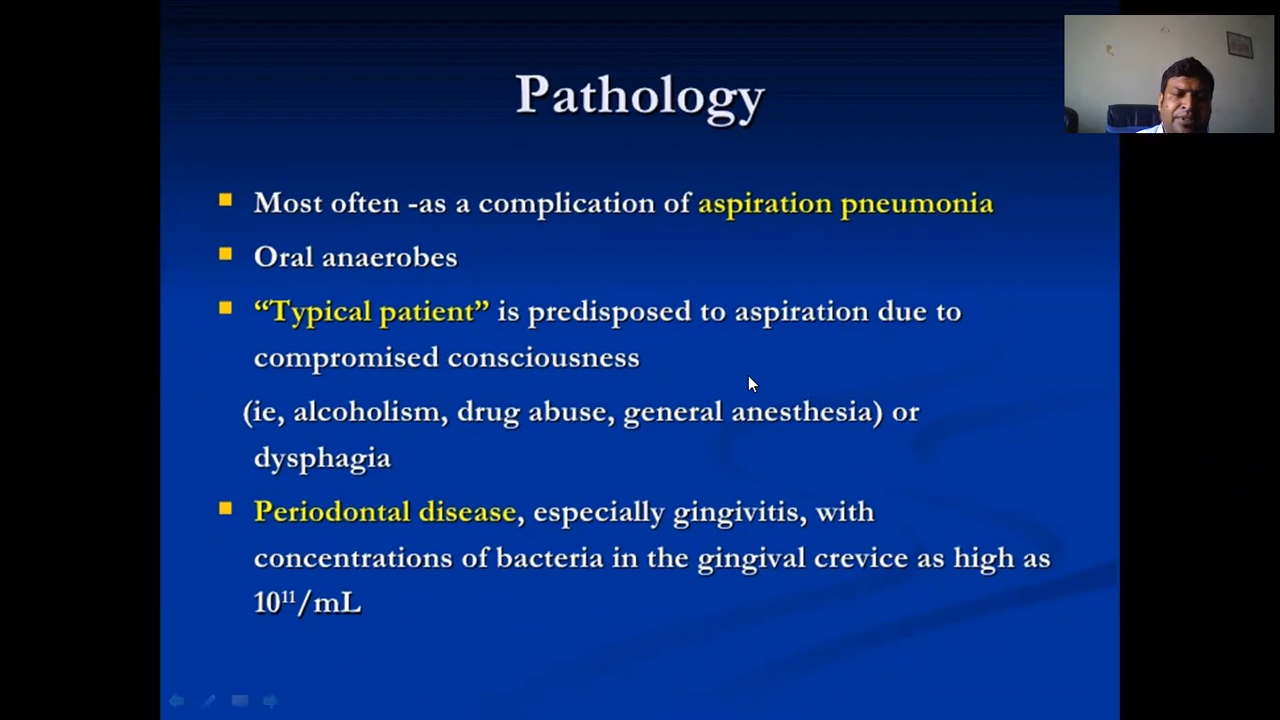 Pathology
Most often -as a complication of aspiration pneumonia
Oral anaerobes
“Typical patient” is predisposed to aspiration due to
compromised consciousness
(ie, alcoholism, drug abuse, general anesthesia) or
dysphagia
Periodontal disease, especially gingivitis, with
concentrations of bacteria in the gingival crevice as high as
10¹¹/mL